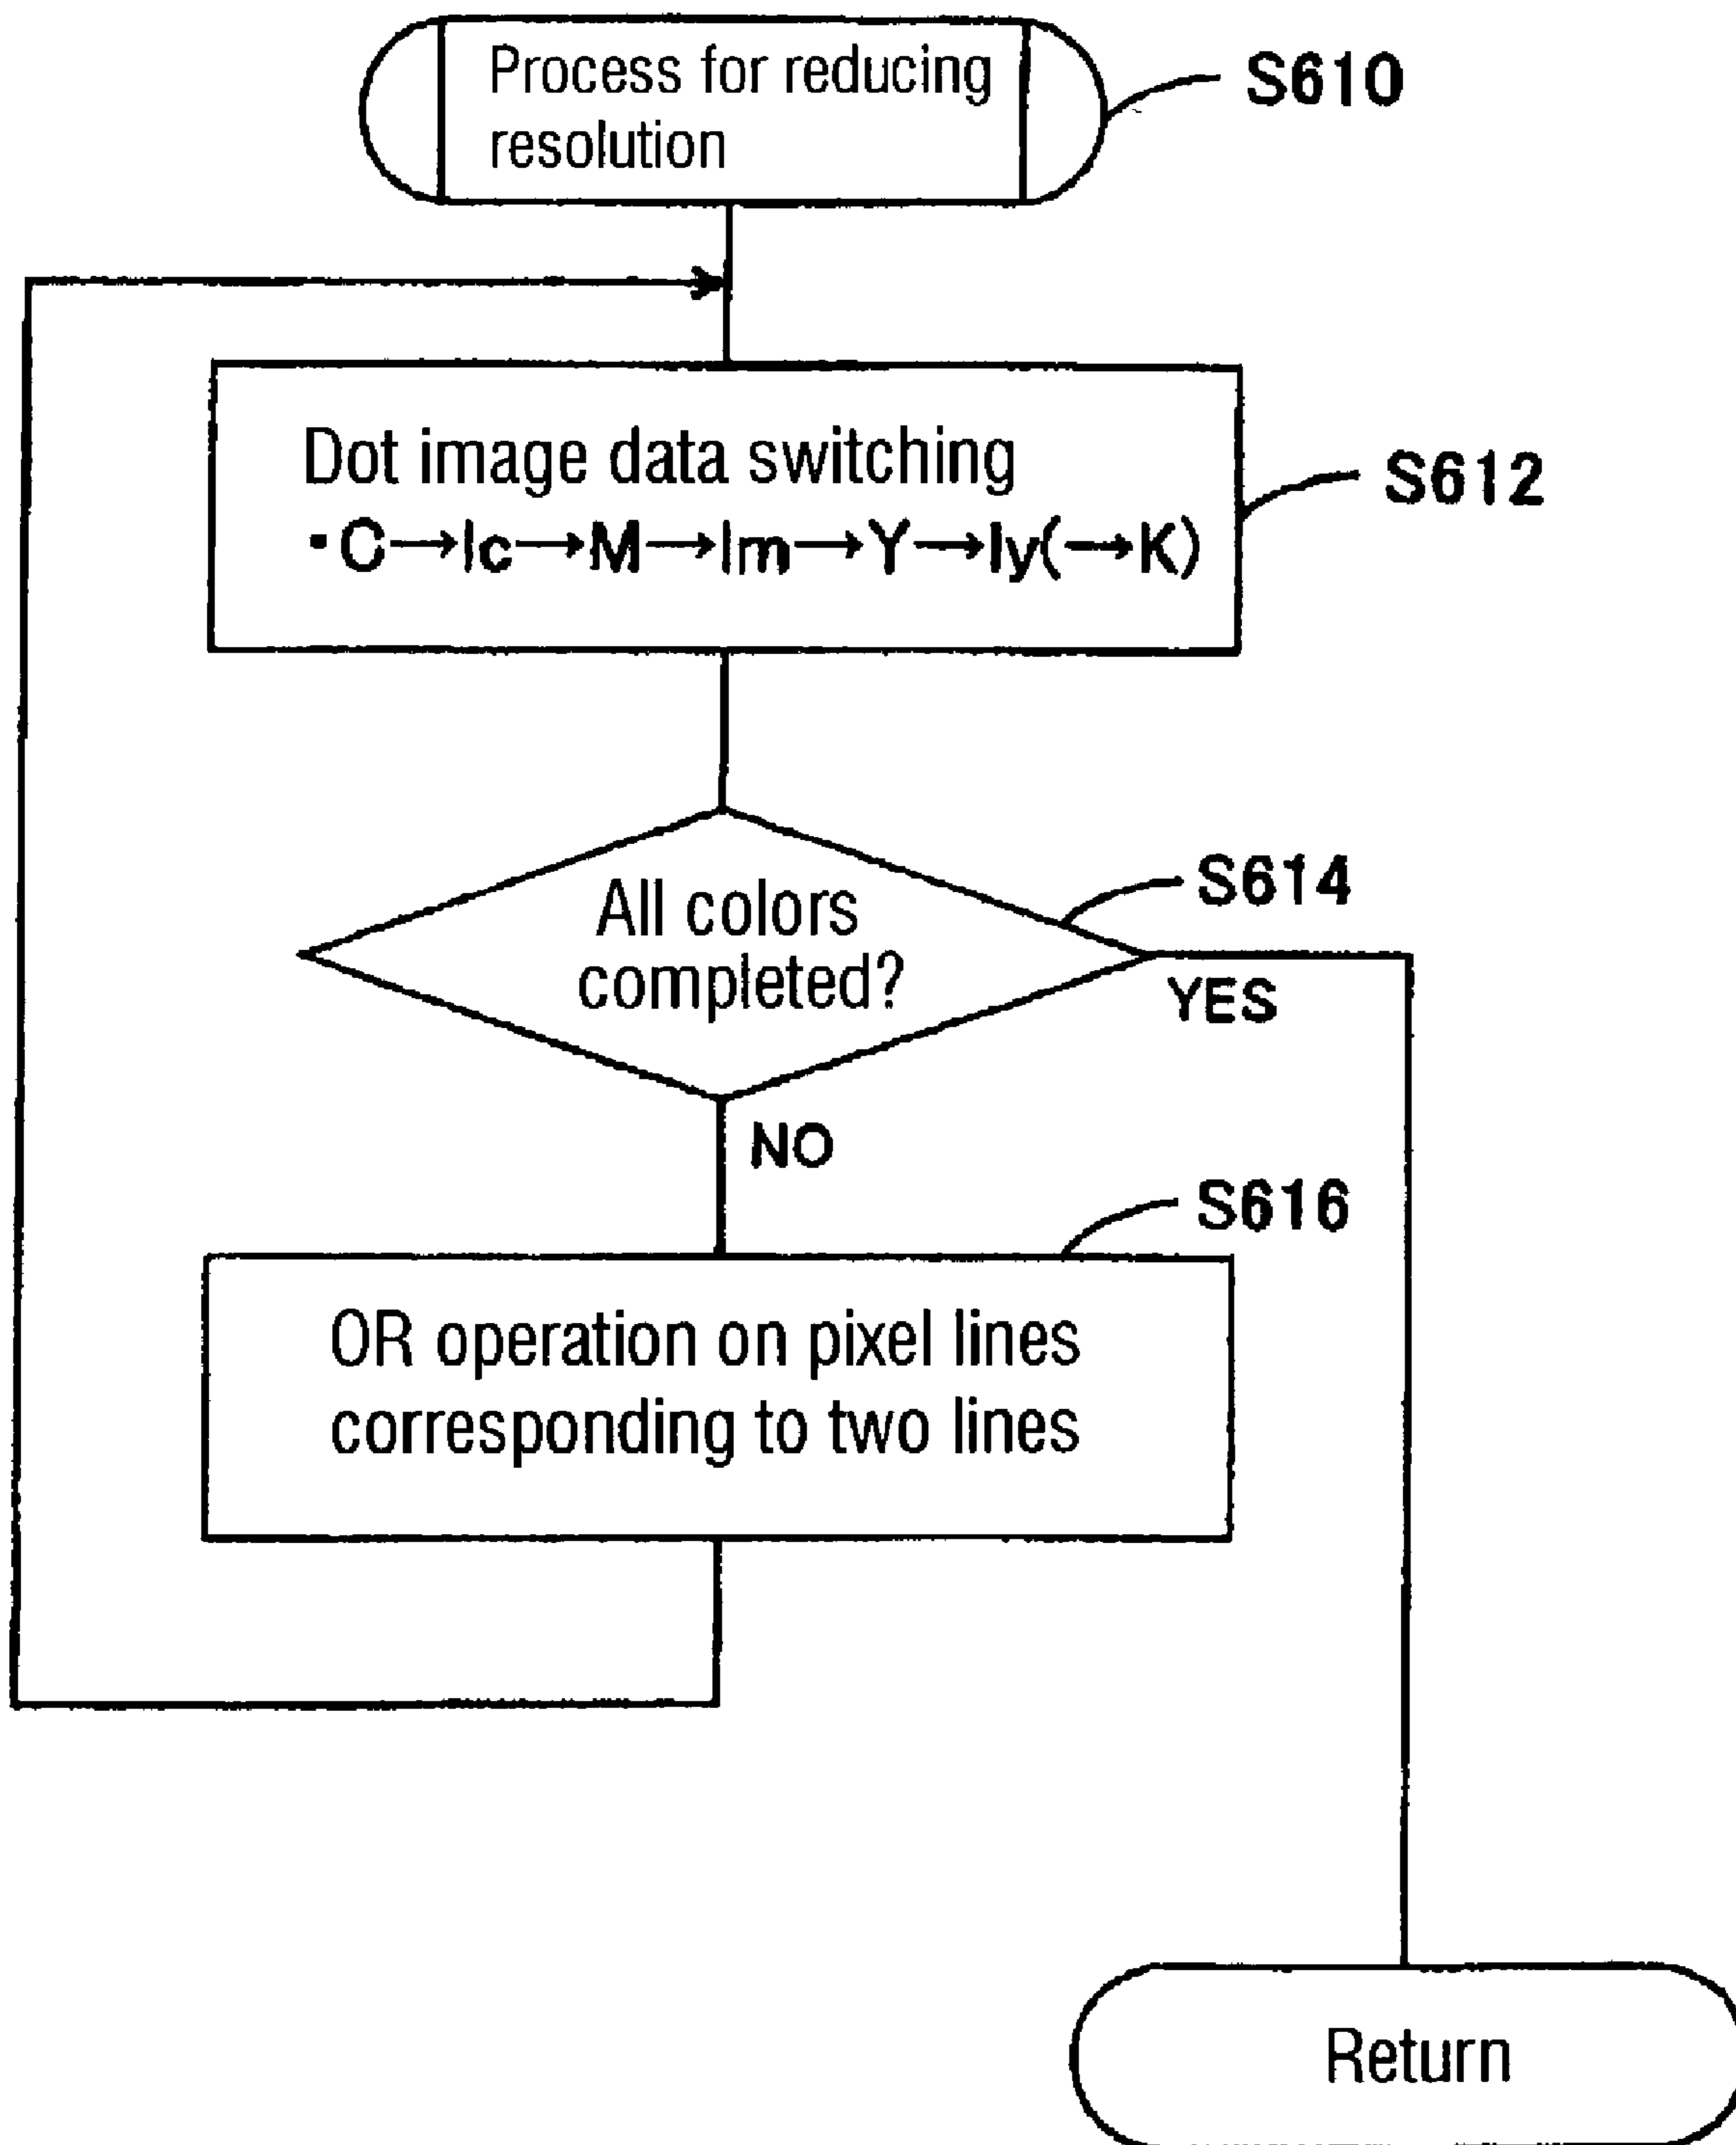 Process for reducing
resolution
S610
Dot image data switching
・C→lc→M→lm→Y→ly(→K)
S612
All colors
completed?
S614
YES
NO
S616
OR operation on pixel lines
corresponding to two lines
Return